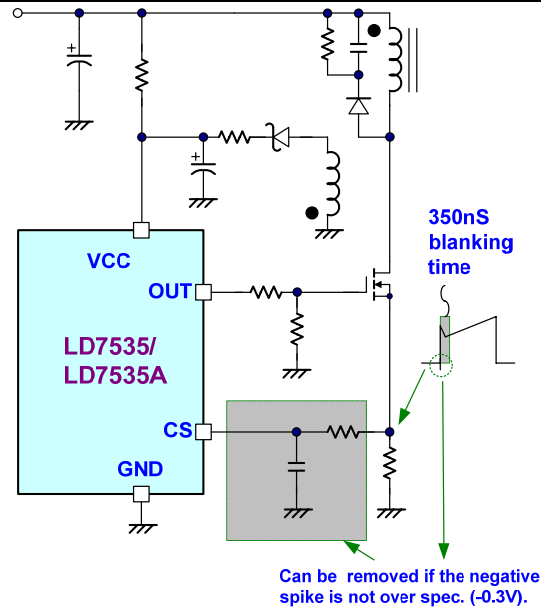 350nS
blanking
time
VCC
OUT
LD7535/
LD7535A
CS
GND
+
+
Can be removed if the negative
spike is not over spec. (-0.3V).